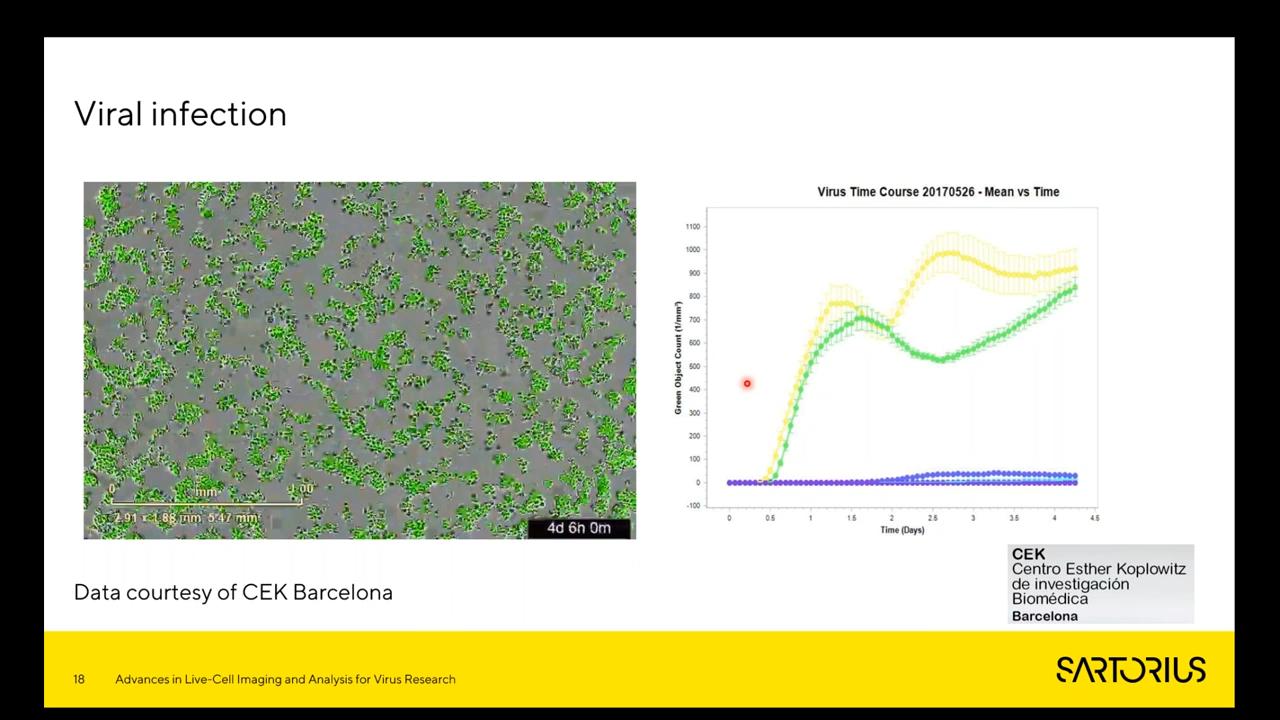 Viral infection
0 mm 1.00
2.91 x 1.88 mm 5.47 mm²
4d 6h 0m
Virus Time Course 20170526 - Mean vs Time
Green Object Count (1/mm²)
1100
1000
900
800
700
600
500
400
300
200
100
0
-100
0 0.5 1 1.5 2 2.5 3 3.5 4 4.5
Time (Days)
CEK
Centro Esther Koplowitz
de investigación
Biomédica
Barcelona
Data courtesy of CEK Barcelona
18 Advances in Live-Cell Imaging and Analysis for Virus Research
SARTORIUS